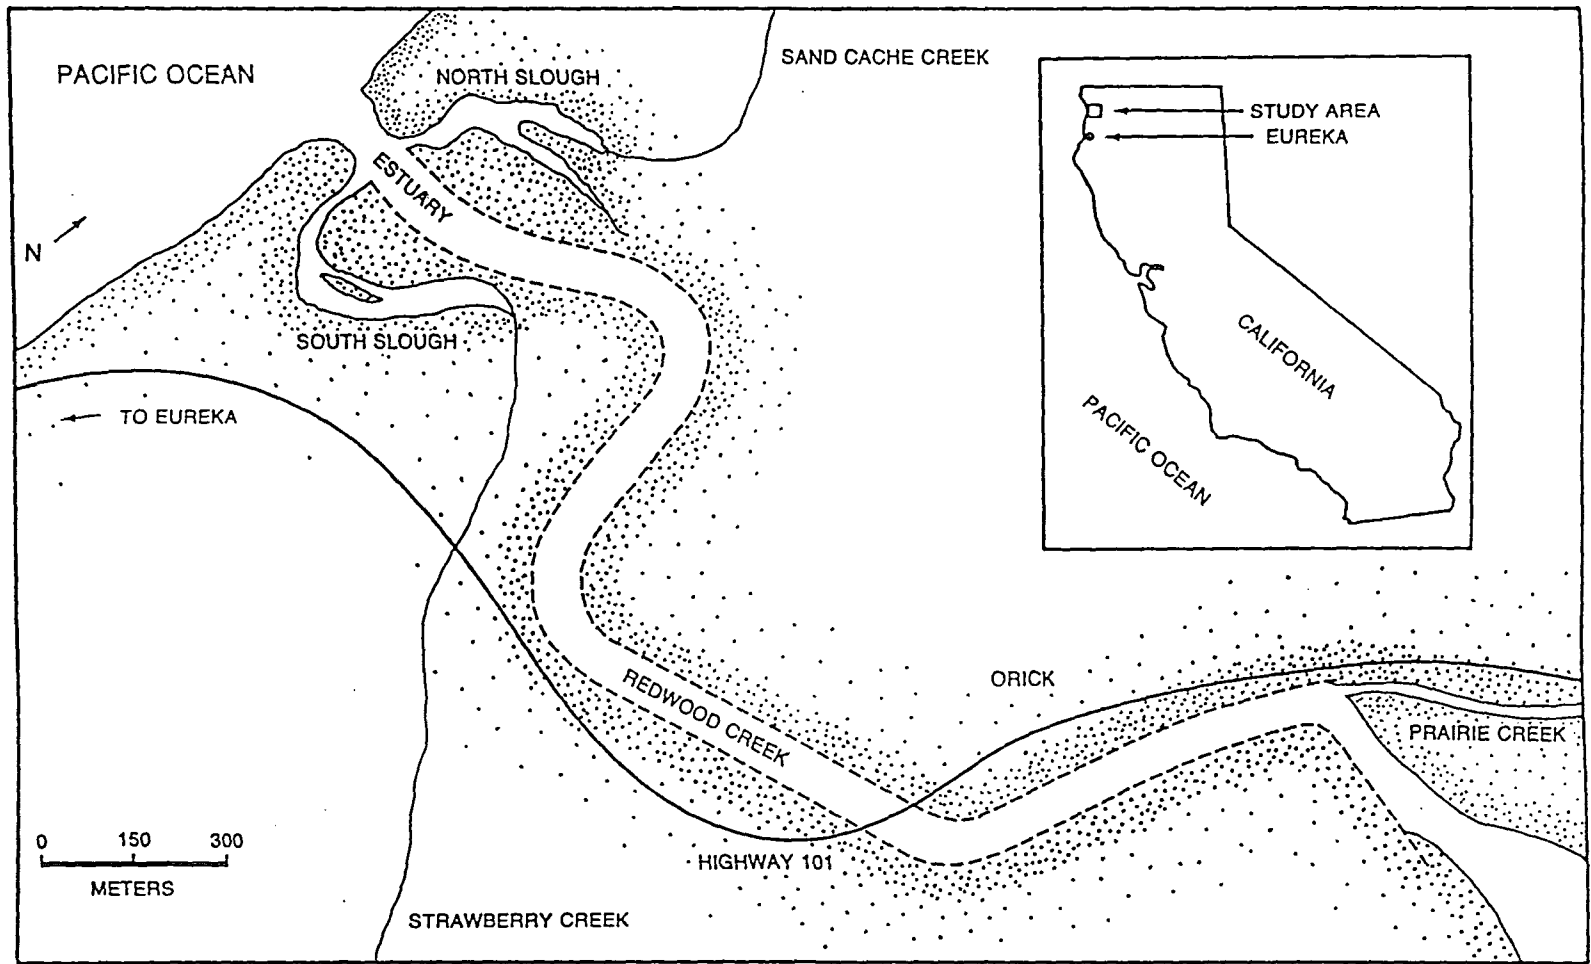 PACIFIC OCEAN
NORTH SLOUGH
SAND CACHE CREEK
ESTUARY
N
SOUTH SLOUGH
TO EUREKA
REDWOOD CREEK
ORICK
PRAIRIE CREEK
HIGHWAY 101
STRAWBERRY CREEK
0 150 300
METERS
STUDY AREA
EUREKA
CALIFORNIA
PACIFIC OCEAN